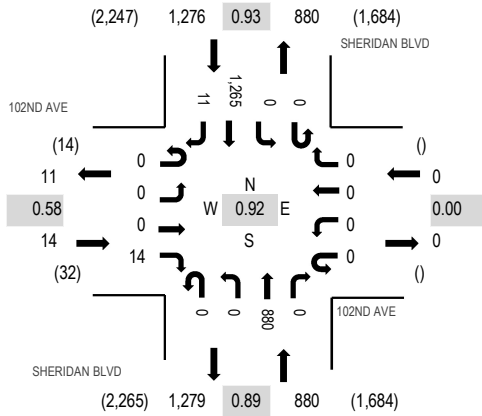 (2,247) 1,276 0.93 880 (1,684)
SHERIDAN BLVD
11 1,265 0 0
102ND AVE
(14) 0 0 ()
11 0 0 0
0.58 0 W N 0.92 S E 0 0.00
14 14 0 0
(32) ()
0 0 880 0
102ND AVE
SHERIDAN BLVD
(2,265) 1,279 0.89 880 (1,684)